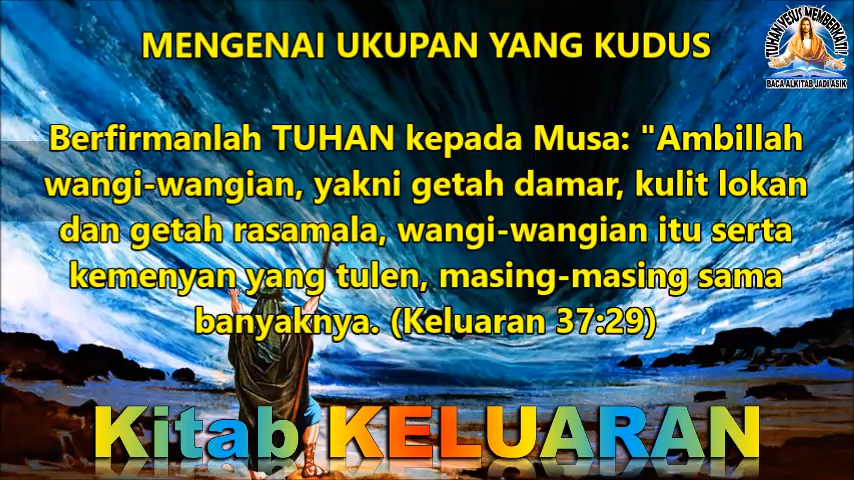 MENGENAI UKUPAN YANG KUDUS
TUHAN YESUS MEMBERKATI!
BACA ALKITAB JADI ASIK
Berfirmanlah TUHAN kepada Musa: "Ambillah
wangi-wangian, yakni getah damar, kulit lokan
dan getah rasamala, wangi-wangian itu serta
kemenyan yang tulen, masing-masing sama
banyaknya. (Keluaran 37:29)
Kitab KELUARAN